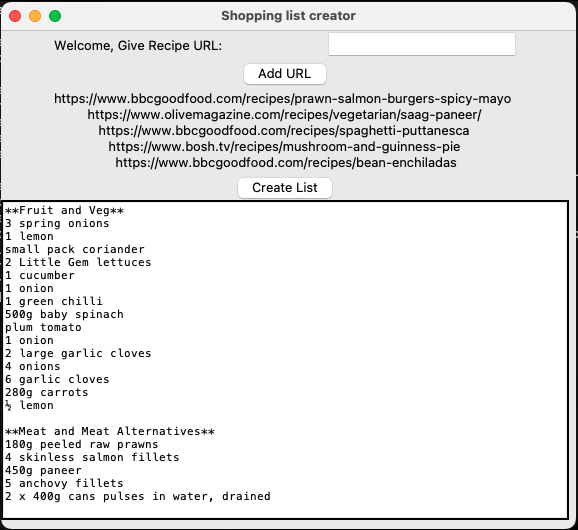 Shopping list creator
Welcome, Give Recipe URL:
Add URL
https://www.bbcgoodfood.com/recipes/prawn-salmon-burgers-spicy-mayo
https://www.olivemagazine.com/recipes/vegetarian/saag-paneer/
https://www.bbcgoodfood.com/recipes/spaghetti-puttanesca
https://www.bosh.tv/recipes/mushroom-and-guinness-pie
https://www.bbcgoodfood.com/recipes/bean-enchiladas
Create List
**Fruit and Veg**
3 spring onions
1 lemon
small pack coriander
2 Little Gem lettuces
1 cucumber
1 onion
1 green chilli
500g baby spinach
plum tomato
1 onion
2 large garlic cloves
4 onions
6 garlic cloves
280g carrots
½ lemon
**Meat and Meat Alternatives**
180g peeled raw prawns
4 skinless salmon fillets
450g paneer
5 anchovy fillets
2 x 400g cans pulses in water, drained